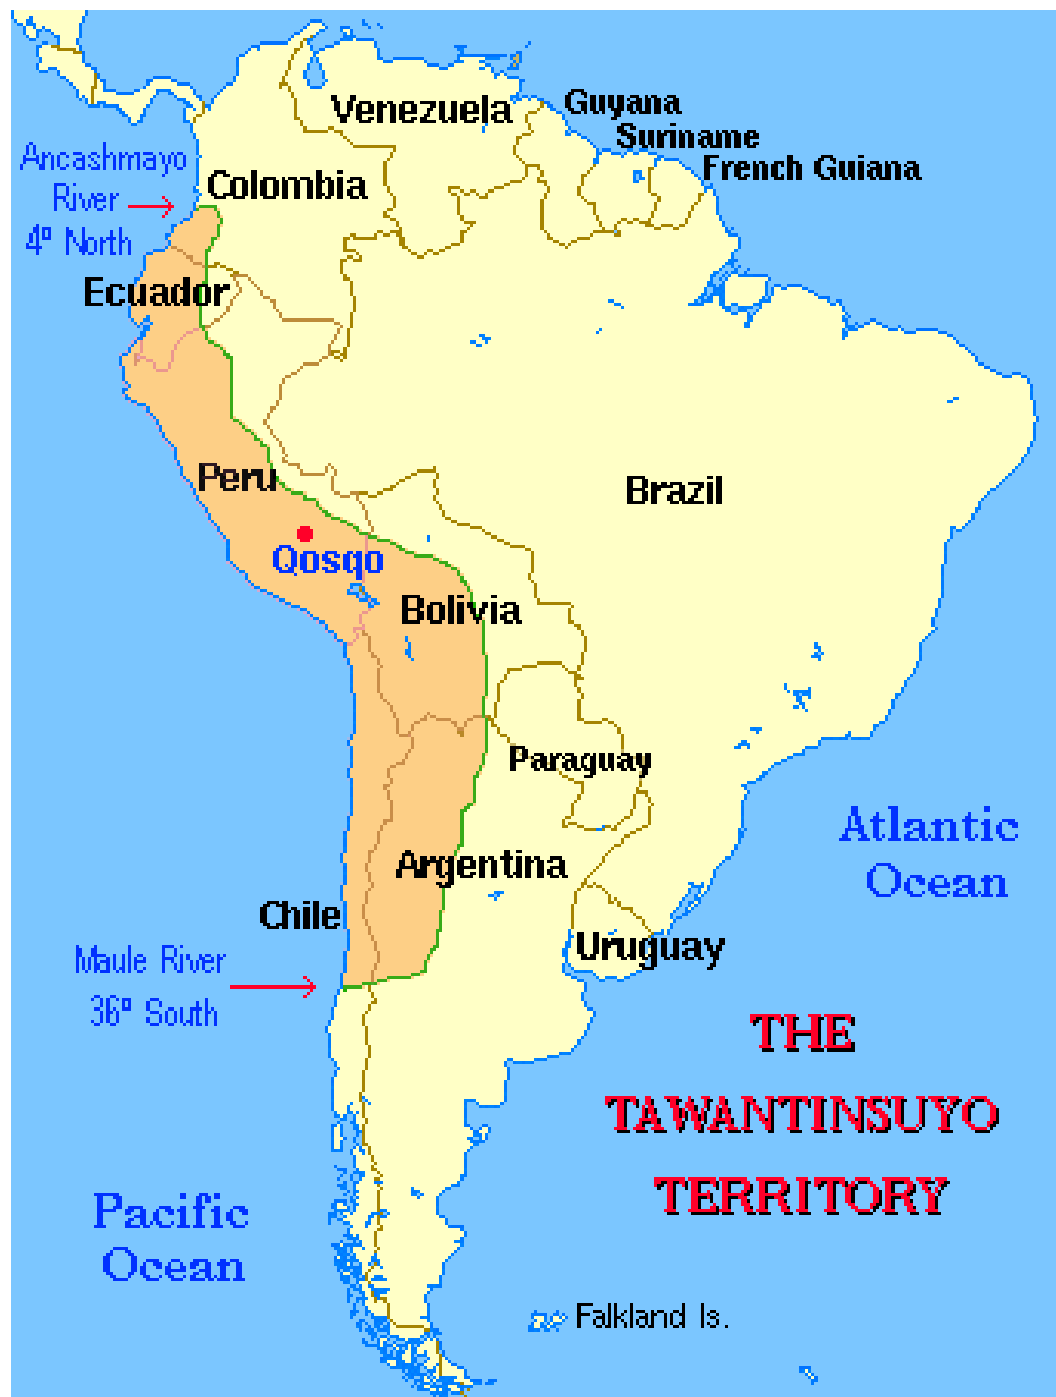 Venezuela
Guyana
Suriname
French Guiana
Ancashmayo
River
4º North
Colombia
Ecuador
Peru
Brazil
Qosqo
Bolivia
Paraguay
Atlantic
Ocean
Argentina
Chile
Uruguay
Maule River
36º South
THE
TAWANTINSUYO
TERRITORY
Pacific
Ocean
Falkland Is.